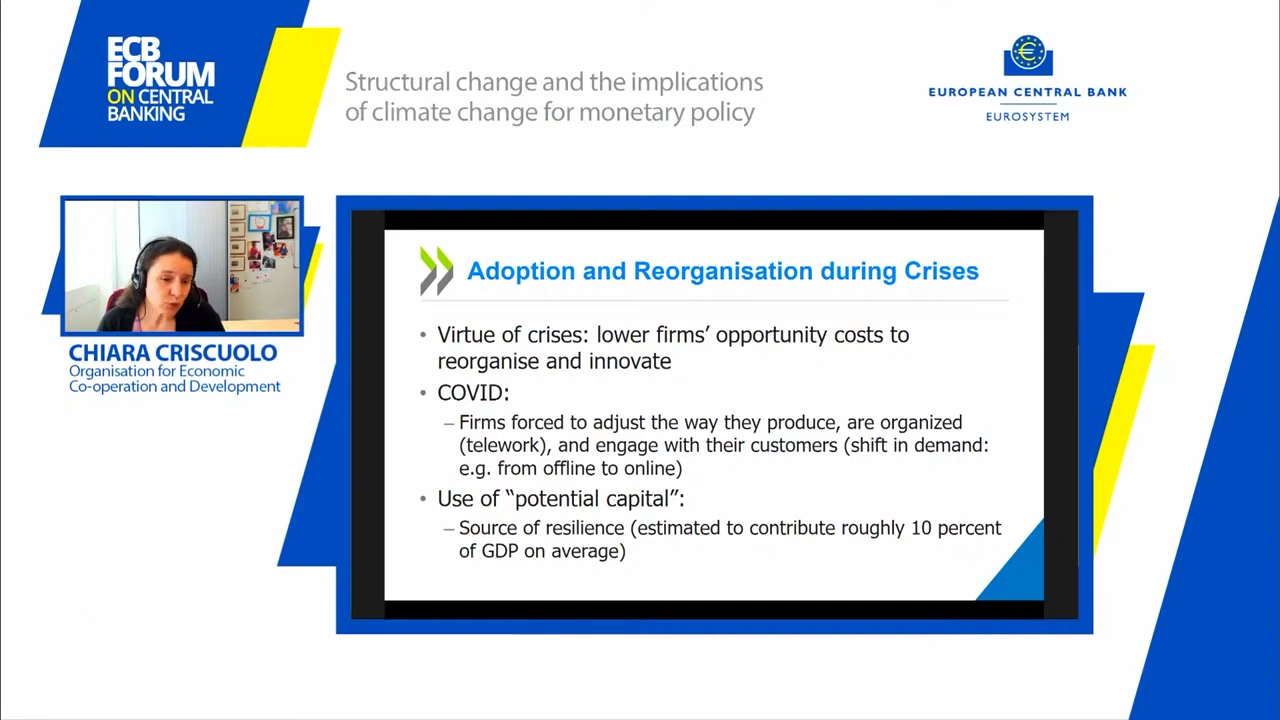 ECB
FORUM
ON CENTRAL
BANKING
Structural change and the implications
of climate change for monetary policy
EUROPEAN CENTRAL BANK
EUROSYSTEM
CHIARA CRISCUOLO
Organisation for Economic
Co-operation and Development
Adoption and Reorganisation during Crises
• Virtue of crises: lower firms’ opportunity costs to
reorganise and innovate
• COVID:
– Firms forced to adjust the way they produce, are organized
(telework), and engage with their customers (shift in demand:
e.g. from offline to online)
• Use of “potential capital”:
– Source of resilience (estimated to contribute roughly 10 percent
of GDP on average)